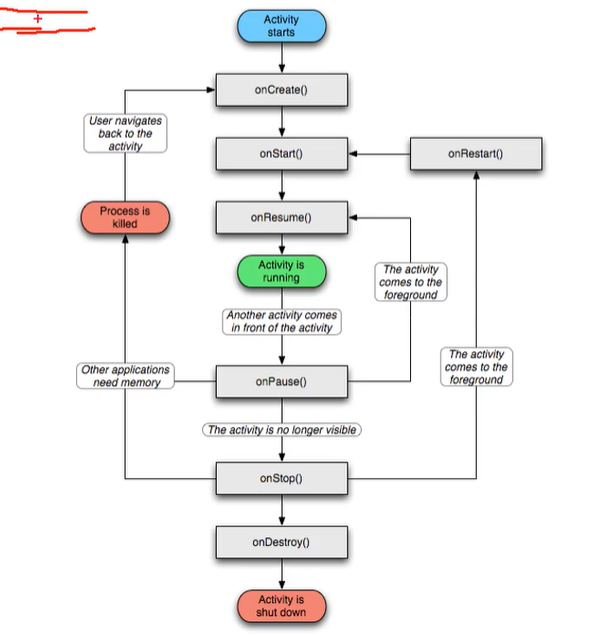 Activity
starts
onCreate()
User navigates
back to the
activity
onStart()
onRestart()
Process is
killed
onResume()
Activity is
running
The activity
comes to the
foreground
Another activity comes
in front of the activity
The activity
comes to the
foreground
Other applications
need memory
onPause()
The activity is no longer visible
onStop()
onDestroy()
Activity is
shut down